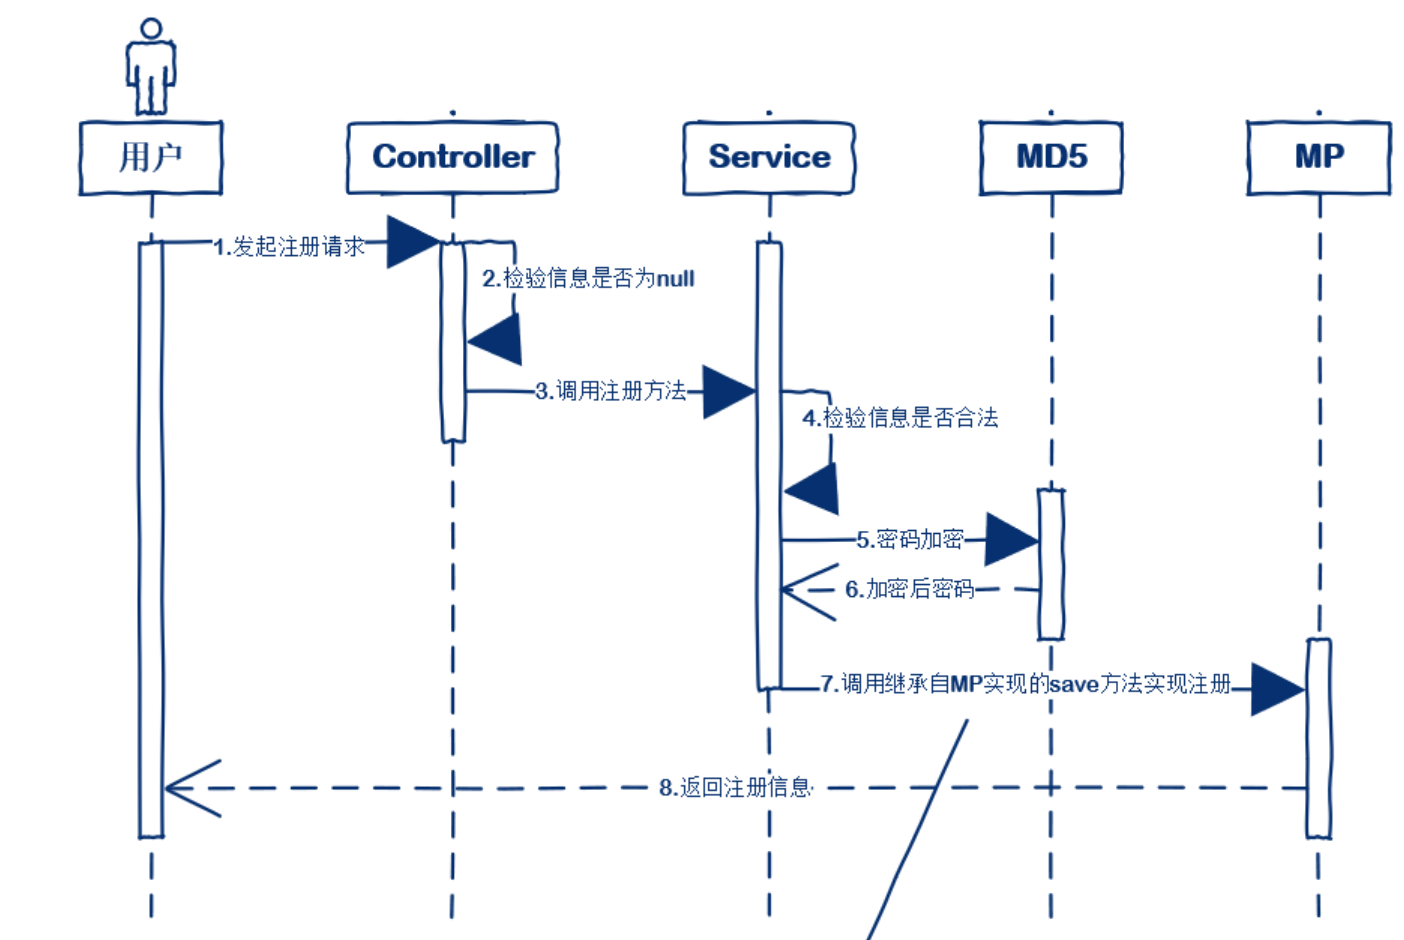 用户
Controller
Service
MD5
MP
1.发起注册请求
2.检验信息是否为null
3.调用注册方法
4.检验信息是否合法
5.密码加密
6.加密后密码
7.调用继承自MP实现的save方法实现注册
8.返回注册信息